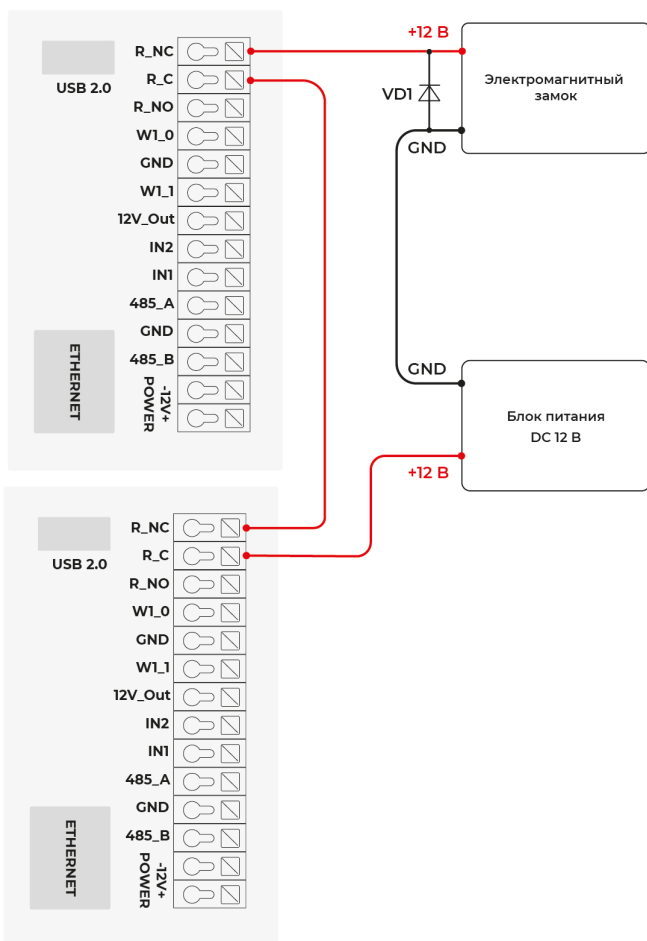 USB 2.0
ETHERNET
R_NC
R_C
R_NO
W1_0
GND
W1_1
12V_Out
IN2
IN1
485_A
GND
485_B
-12V+
POWER
+12 В
VD1
GND
Электромагнитный
замок
GND
Блок питания
DC 12 В
+12 В
USB 2.0
ETHERNET
R_NC
R_C
R_NO
W1_0
GND
W1_1
12V_Out
IN2
IN1
485_A
GND
485_B
-12V+
POWER